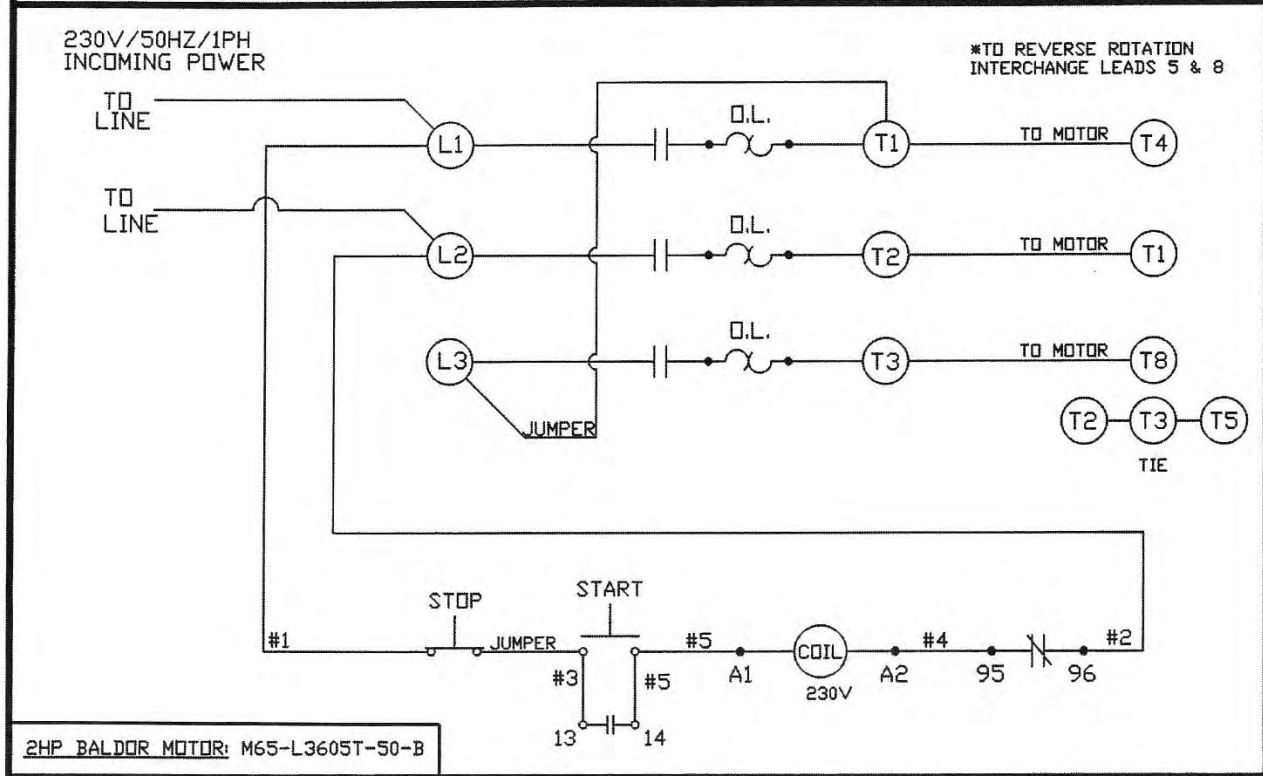 230V/50HZ/1PH
INCOMING POWER
*TO REVERSE ROTATION
INTERCHANGE LEADS 5 & 8
TO
LINE
L1
O.L.
T1
TO MOTOR
T4
TO
LINE
L2
O.L.
T2
TO MOTOR
T1
L3
O.L.
T3
TO MOTOR
T8
JUMPER
T2
T3
T5
TIE
STOP
START
#1
JUMPER
#3
#5
#5
A1
COIL
230V
A2
#4
95
96
#2
13
14
2HP BALDOR MOTOR: M65-L3605T-50-B